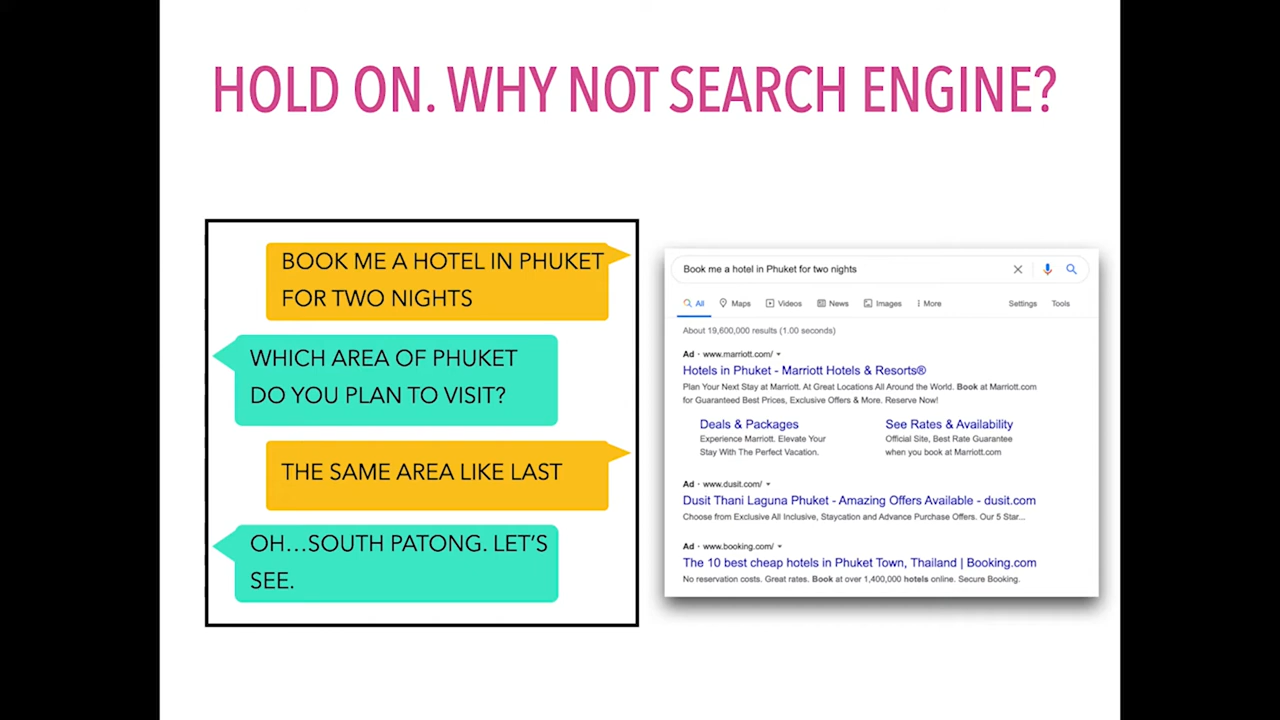 HOLD ON. WHY NOT SEARCH ENGINE?
BOOK ME A HOTEL IN PHUKET
FOR TWO NIGHTS
WHICH AREA OF PHUKET
DO YOU PLAN TO VISIT?
THE SAME AREA LIKE LAST
OH...SOUTH PATONG. LET'S
SEE.
Book me a hotel in Phuket for two nights
All Maps Videos News Images More Settings Tools
About 19,600,000 results (1.00 seconds)
Ad · www.marriott.com/
Hotels in Phuket - Marriott Hotels & Resorts®
Plan Your Next Stay at Marriott. At Great Locations All Around the World. Book at Marriott.com
for Guaranteed Best Prices, Exclusive Offers & More. Reserve Now!
Deals & Packages See Rates & Availability
Experience Marriott. Elevate Your Official Site, Best Rate Guarantee
Stay With The Perfect Vacation. when you book at Marriott.com
Ad · www.dusit.com/
Dusit Thani Laguna Phuket - Amazing Offers Available - dusit.com
Choose from Exclusive All Inclusive, Staycation and Advance Purchase Offers. Our 5 Star...
Ad · www.booking.com/
The 10 best cheap hotels in Phuket Town, Thailand | Booking.com
No reservation costs. Great rates. Book at over 1,400,000 hotels online. Secure Booking.